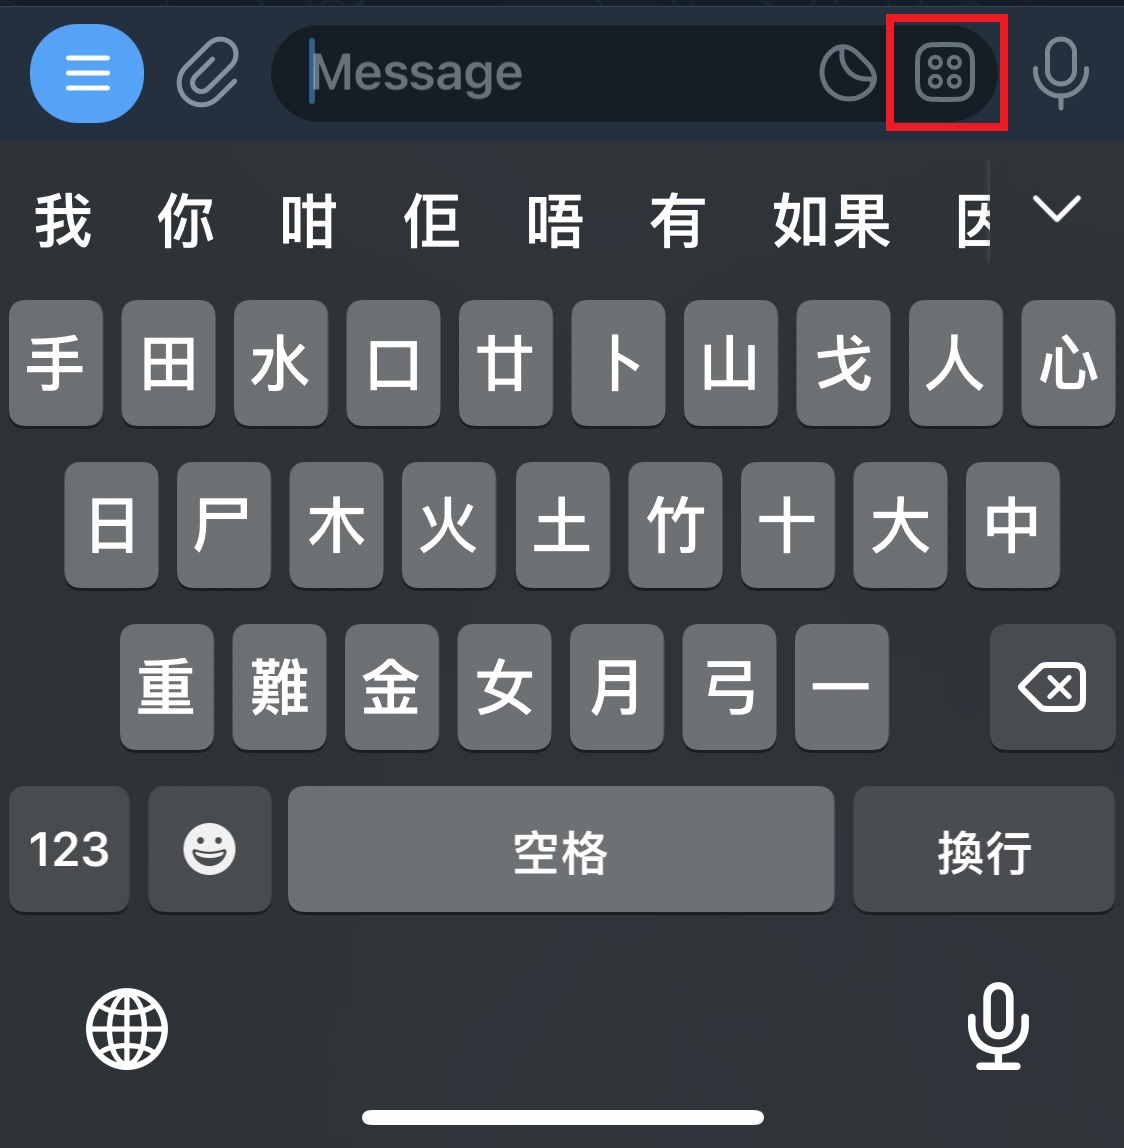 Message
我 你 咁 佢 唔 有 如果 因
手 田 水 口 廿 卜 山 戈 人 心
日 尸 木 火 土 竹 十 大 中
重 難 金 女 月 弓 一
123 空格 換行